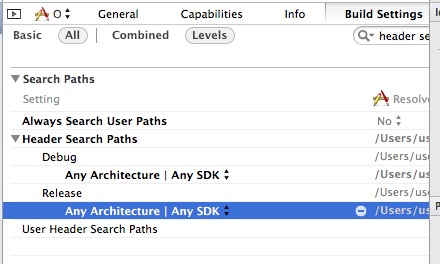 O General Capabilities Info Build Settings
Basic All Combined Levels header se
Search Paths
Setting Resolve
Always Search User Paths No
Header Search Paths /Users/us
Debug /Users/us
Any Architecture | Any SDK /Users/us
Release /Users/us
Any Architecture | Any SDK /Users/us
User Header Search Paths